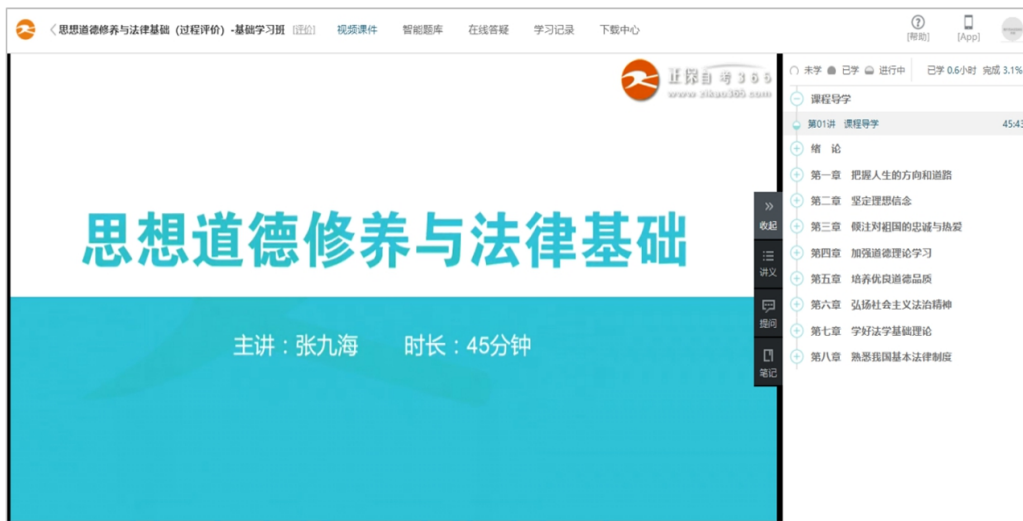 思想道德修养与法律基础（过程评价）-基础学习班 [评价] 视频课件 智能题库 在线答疑 学习记录 下载中心 [帮助] [App]
正保自考365
www.zikao365.com
思想道德修养与法律基础
主讲：张九海 时长：45分钟
收起
讲义
提问
笔记
未学 已学 进行中 已学 0.6小时 完成 3.1%
课程导学
第01讲 课程导学 45:43
绪 论
第一章 把握人生的方向和道路
第二章 坚定理想信念
第三章 倾注对祖国的忠诚与热爱
第四章 加强道德理论学习
第五章 培养优良道德品质
第六章 弘扬社会主义法治精神
第七章 学好法学基础理论
第八章 熟悉我国基本法律制度